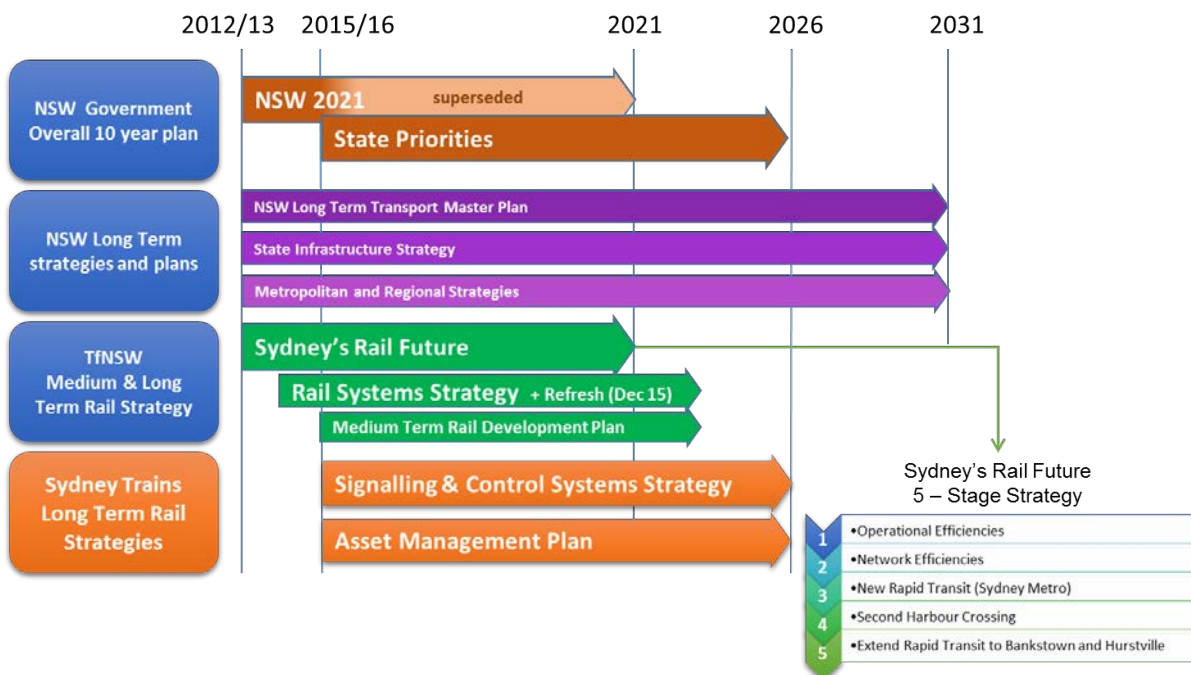 2012/13 2015/16 2021 2026 2031
NSW Government
Overall 10 year plan
NSW 2021 superseded
State Priorities
NSW Long Term
strategies and plans
NSW Long Term Transport Master Plan
State Infrastructure Strategy
Metropolitan and Regional Strategies
TfNSW
Medium & Long
Term Rail Strategy
Sydney's Rail Future
Rail Systems Strategy + Refresh (Dec 15)
Medium Term Rail Development Plan
Sydney Trains
Long Term Rail
Strategies
Signalling & Control Systems Strategy
Asset Management Plan
Sydney's Rail Future
5 – Stage Strategy
1 •Operational Efficiencies
2 •Network Efficiencies
3 •New Rapid Transit (Sydney Metro)
4 •Second Harbour Crossing
5 •Extend Rapid Transit to Bankstown and Hurstville